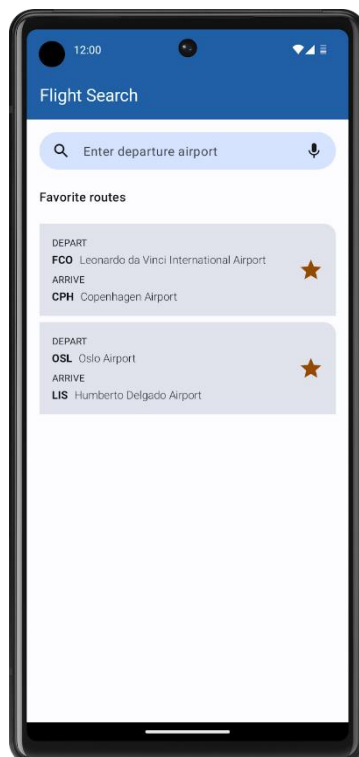 12:00
Flight Search
Enter departure airport
Favorite routes
DEPART
FCO Leonardo da Vinci International Airport
ARRIVE
CPH Copenhagen Airport
DEPART
OSL Oslo Airport
ARRIVE
LIS Humberto Delgado Airport